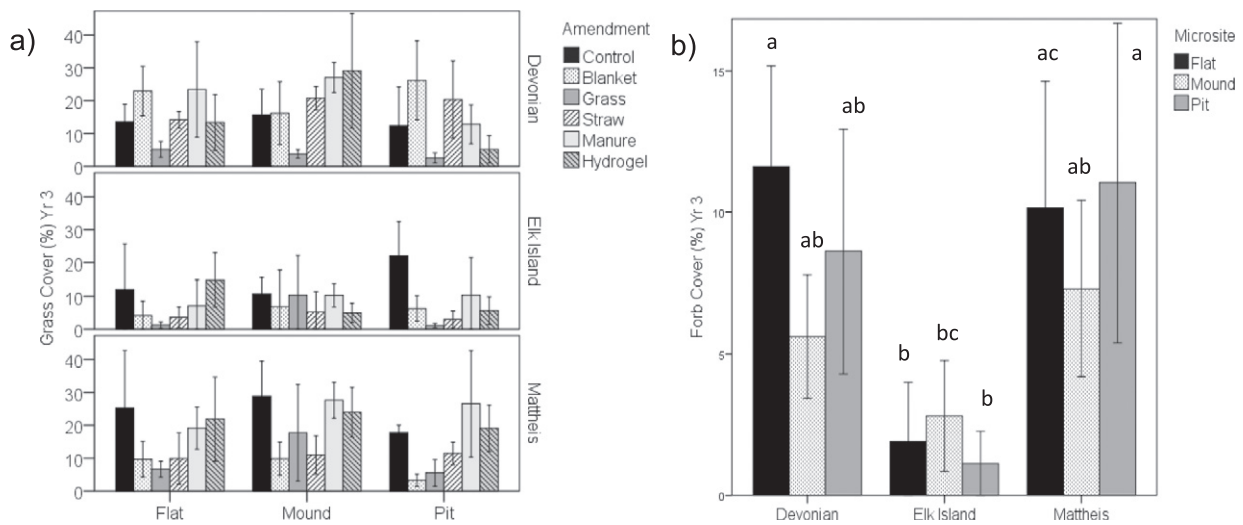 a)
Grass Cover (%) Yr 3
40
30
20
10
0
Devonian
40
30
20
10
0
Elk Island
40
30
20
10
0
Mattheis
Flat
Mound
Pit
Amendment
Control
Blanket
Grass
Straw
Manure
Hydrogel
b)
Forb Cover (%) Yr 3
15
10
5
0
a
ab
ab
b
bc
b
ac
ab
a
Devonian
Elk Island
Mattheis
Microsite
Flat
Mound
Pit